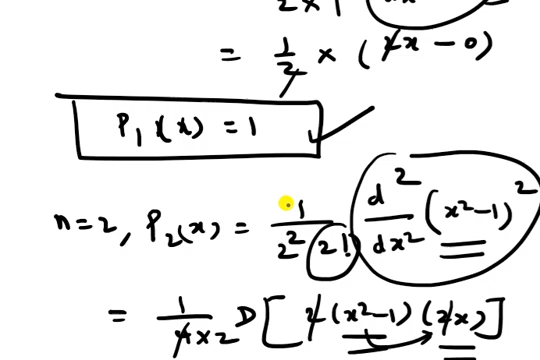 = 1/2 × (2x − 0)
P₁(x) = 1
n=2, P₂(x) = 1/(2² 2!) d²/dx² (x²−1)²
= 1/(4×2) D[2(x²−1)(2x)]